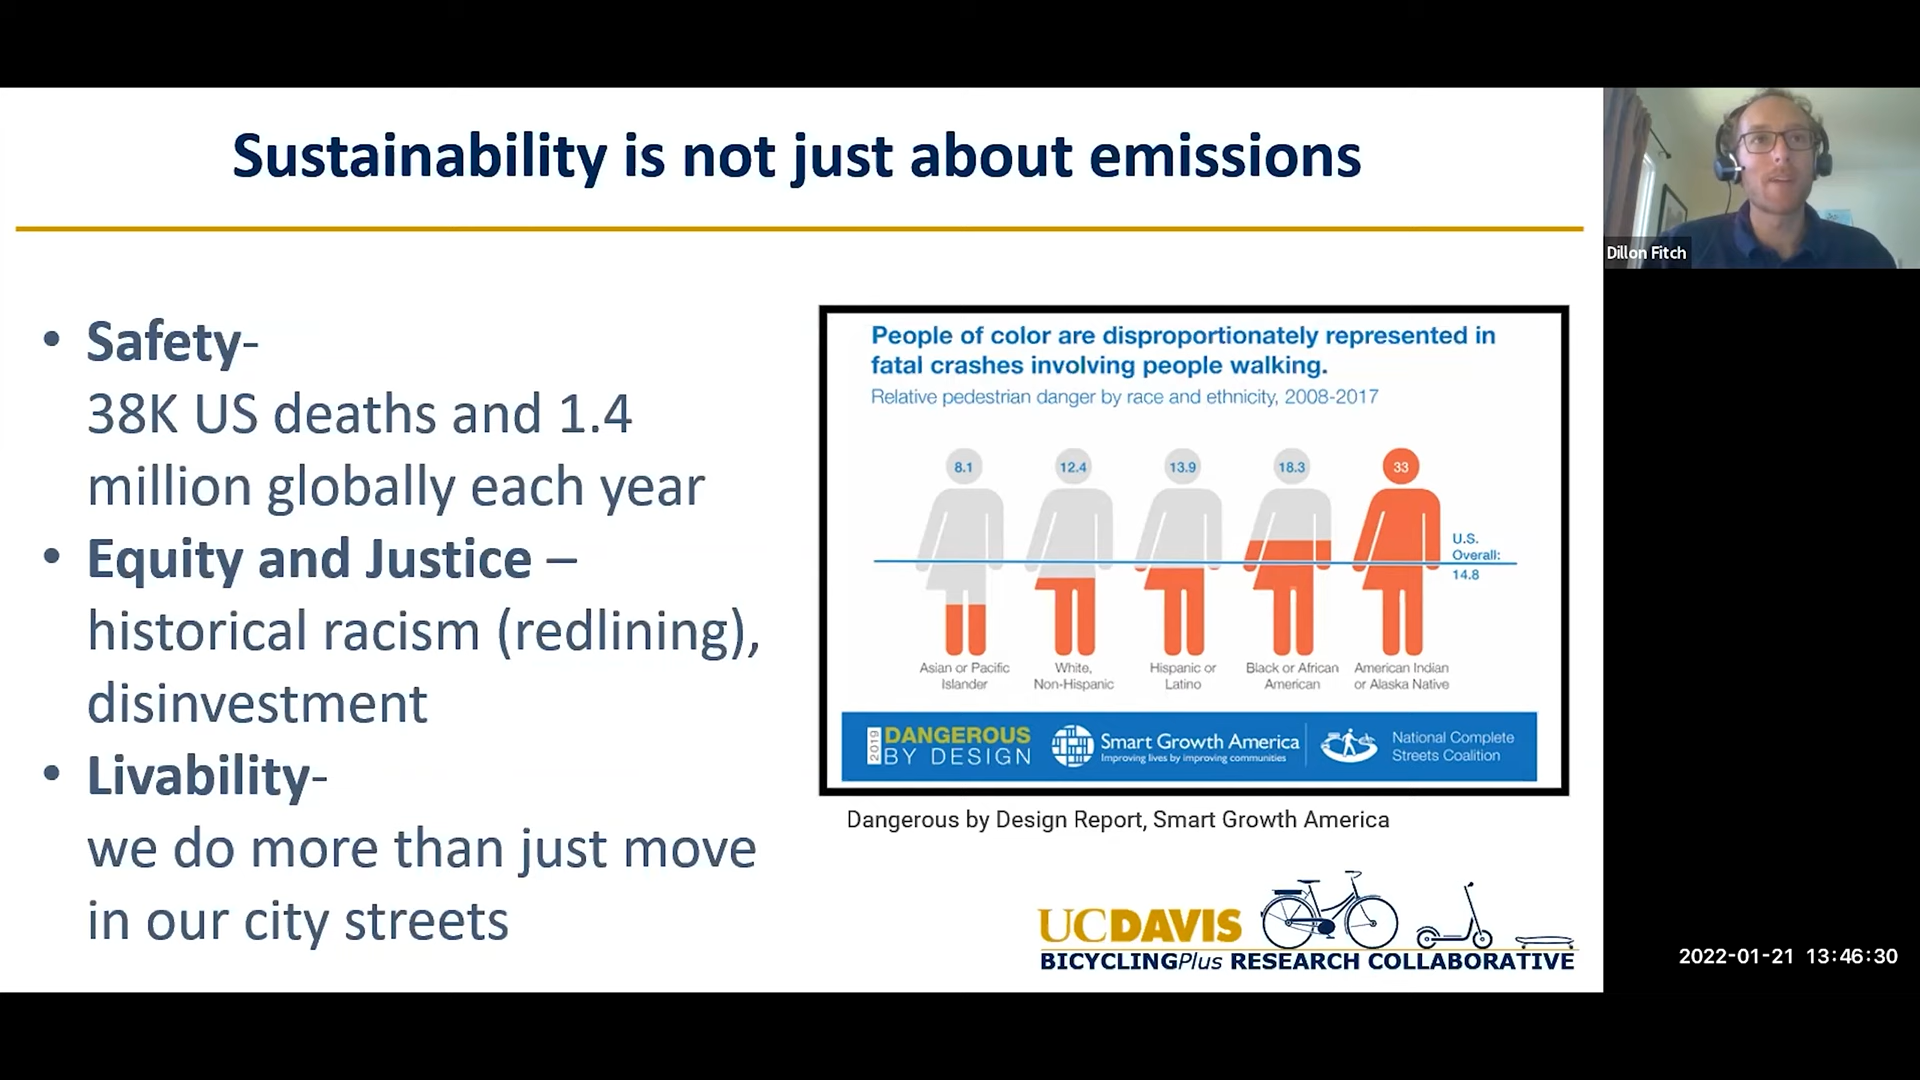 Sustainability is not just about emissions
• Safety-
38K US deaths and 1.4
million globally each year
• Equity and Justice –
historical racism (redlining),
disinvestment
• Livability-
we do more than just move
in our city streets
People of color are disproportionately represented in
fatal crashes involving people walking.
Relative pedestrian danger by race and ethnicity, 2008-2017
8.1 12.4 13.9 18.3 33
U.S.
Overall:
14.8
Asian or Pacific
Islander
White,
Non-Hispanic
Hispanic or
Latino
Black or African
American
American Indian
or Alaska Native
2019
DANGEROUS
BY DESIGN
Smart Growth America
Improving lives by improving communities
National Complete
Streets Coalition
Dangerous by Design Report, Smart Growth America
UCDAVIS
BICYCLINGPlus RESEARCH COLLABORATIVE
Dillon Fitch
2022-01-21 13:46:30